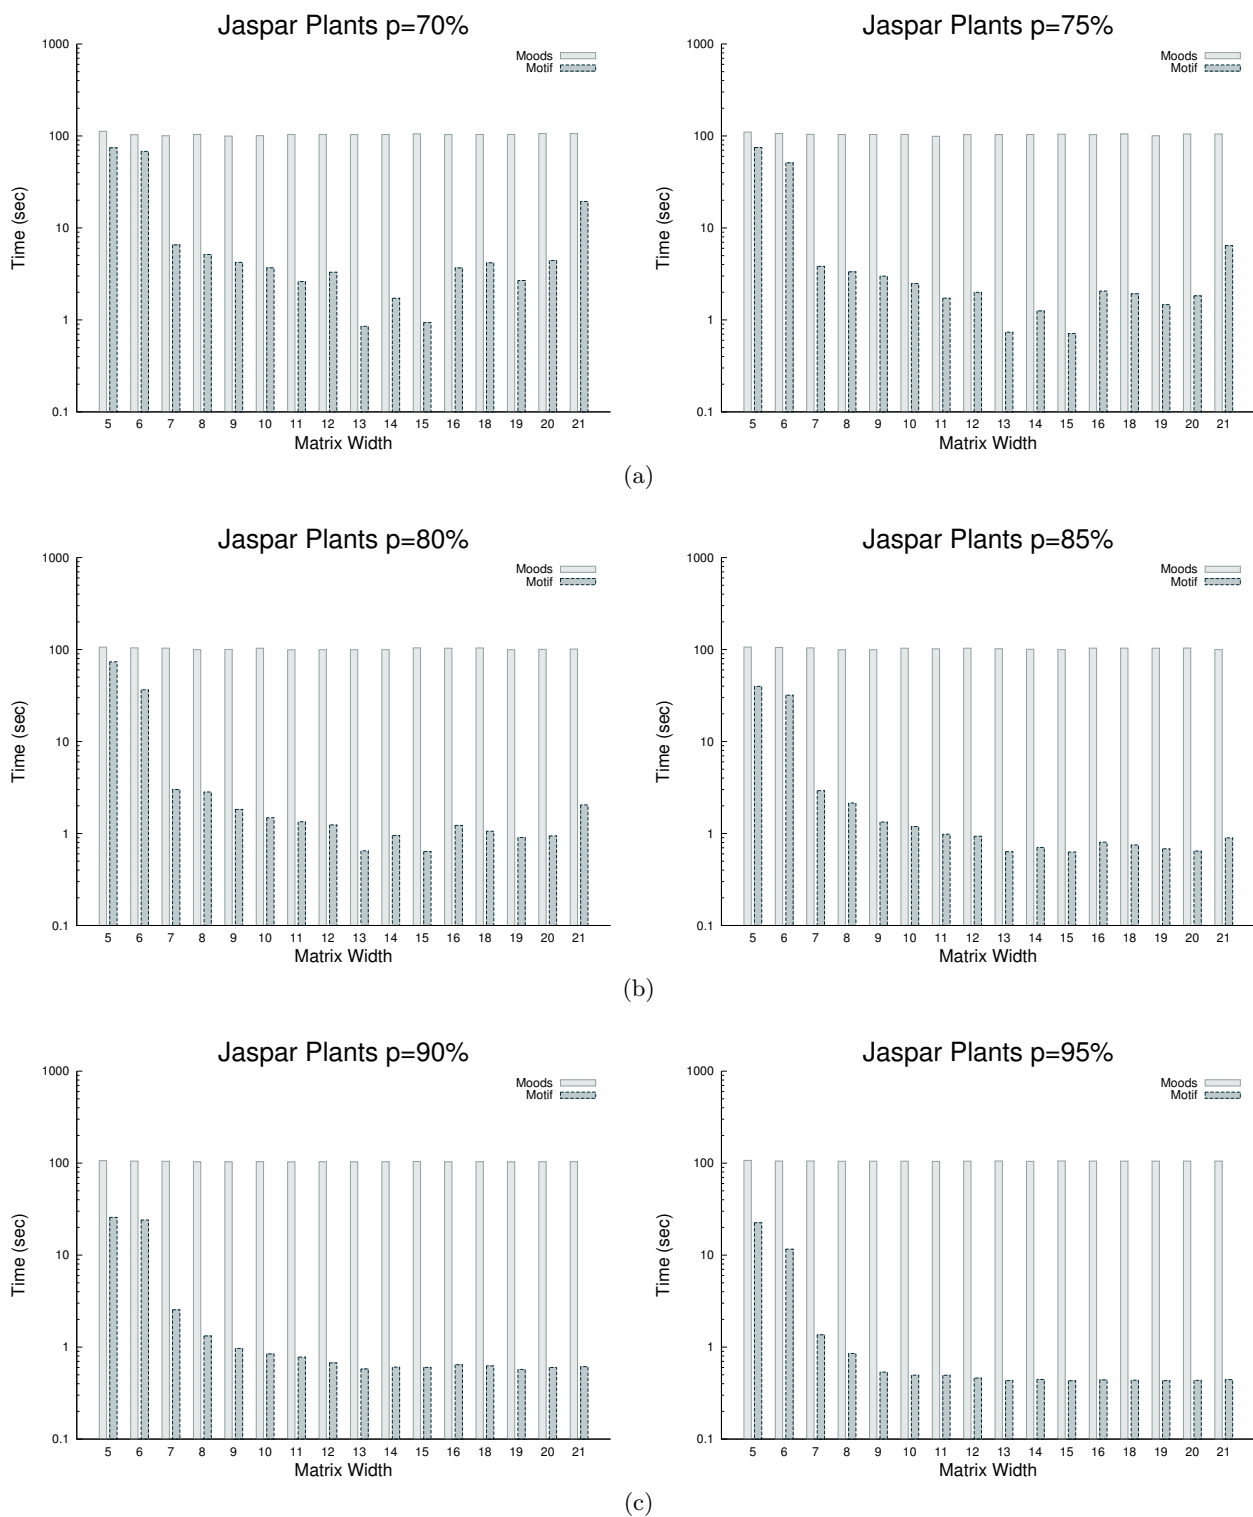 Jaspar Plants p=70%
1000
100
10
1
0.1
Time (sec)
Moods
Motif
5 6 7 8 9 10 11 12 13 14 15 16 18 19 20 21
Matrix Width
Jaspar Plants p=75%
1000
100
10
1
0.1
Time (sec)
Moods
Motif
5 6 7 8 9 10 11 12 13 14 15 16 18 19 20 21
Matrix Width
(a)
Jaspar Plants p=80%
1000
100
10
1
0.1
Time (sec)
Moods
Motif
5 6 7 8 9 10 11 12 13 14 15 16 18 19 20 21
Matrix Width
Jaspar Plants p=85%
1000
100
10
1
0.1
Time (sec)
Moods
Motif
5 6 7 8 9 10 11 12 13 14 15 16 18 19 20 21
Matrix Width
(b)
Jaspar Plants p=90%
1000
100
10
1
0.1
Time (sec)
Moods
Motif
5 6 7 8 9 10 11 12 13 14 15 16 18 19 20 21
Matrix Width
Jaspar Plants p=95%
1000
100
10
1
0.1
Time (sec)
Moods
Motif
5 6 7 8 9 10 11 12 13 14 15 16 18 19 20 21
Matrix Width
(c)